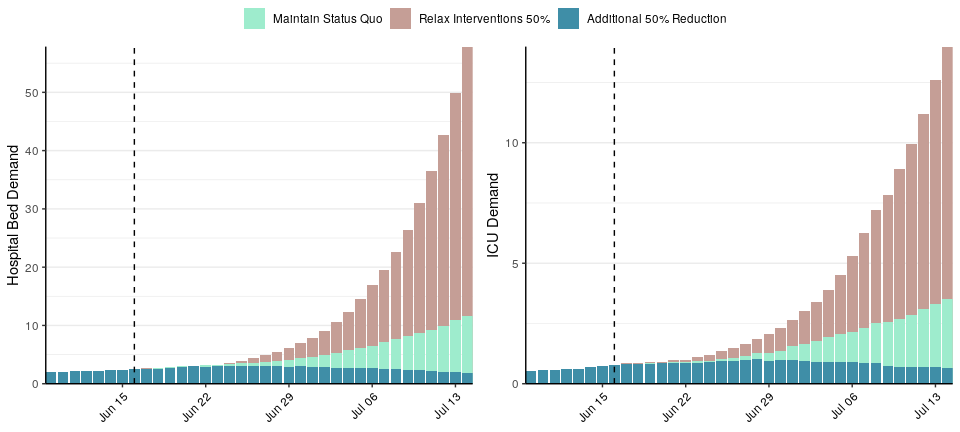 Maintain Status Quo Relax Interventions 50% Additional 50% Reduction
Hospital Bed Demand
50
40
30
20
10
0
Jun 15 Jun 22 Jun 29 Jul 06 Jul 13
ICU Demand
10
5
0
Jun 15 Jun 22 Jun 29 Jul 06 Jul 13